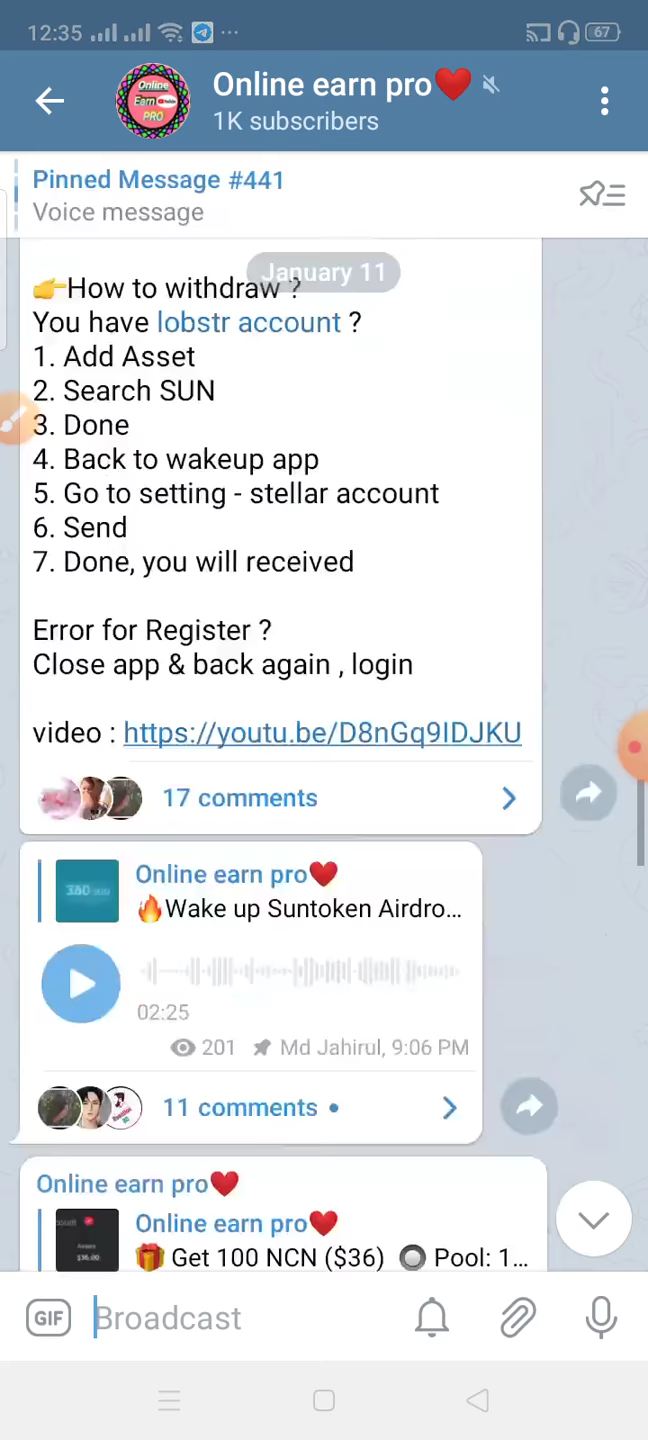 12:35
67
Online Earn PRO
Online earn pro❤️
1K subscribers
Pinned Message #441
Voice message
January 11
👉How to withdraw ?
You have lobstr account ?
1. Add Asset
2. Search SUN
3. Done
4. Back to wakeup app
5. Go to setting - stellar account
6. Send
7. Done, you will received
Error for Register ?
Close app & back again , login
video : https://youtu.be/D8nGq9IDJKU
17 comments
Online earn pro❤️
🔥Wake up Suntoken Airdro...
02:25
201 Md Jahirul, 9:06 PM
11 comments
Online earn pro❤️
Online earn pro❤️
🎁 Get 100 NCN ($36) 🔘 Pool: 1...
GIF Broadcast